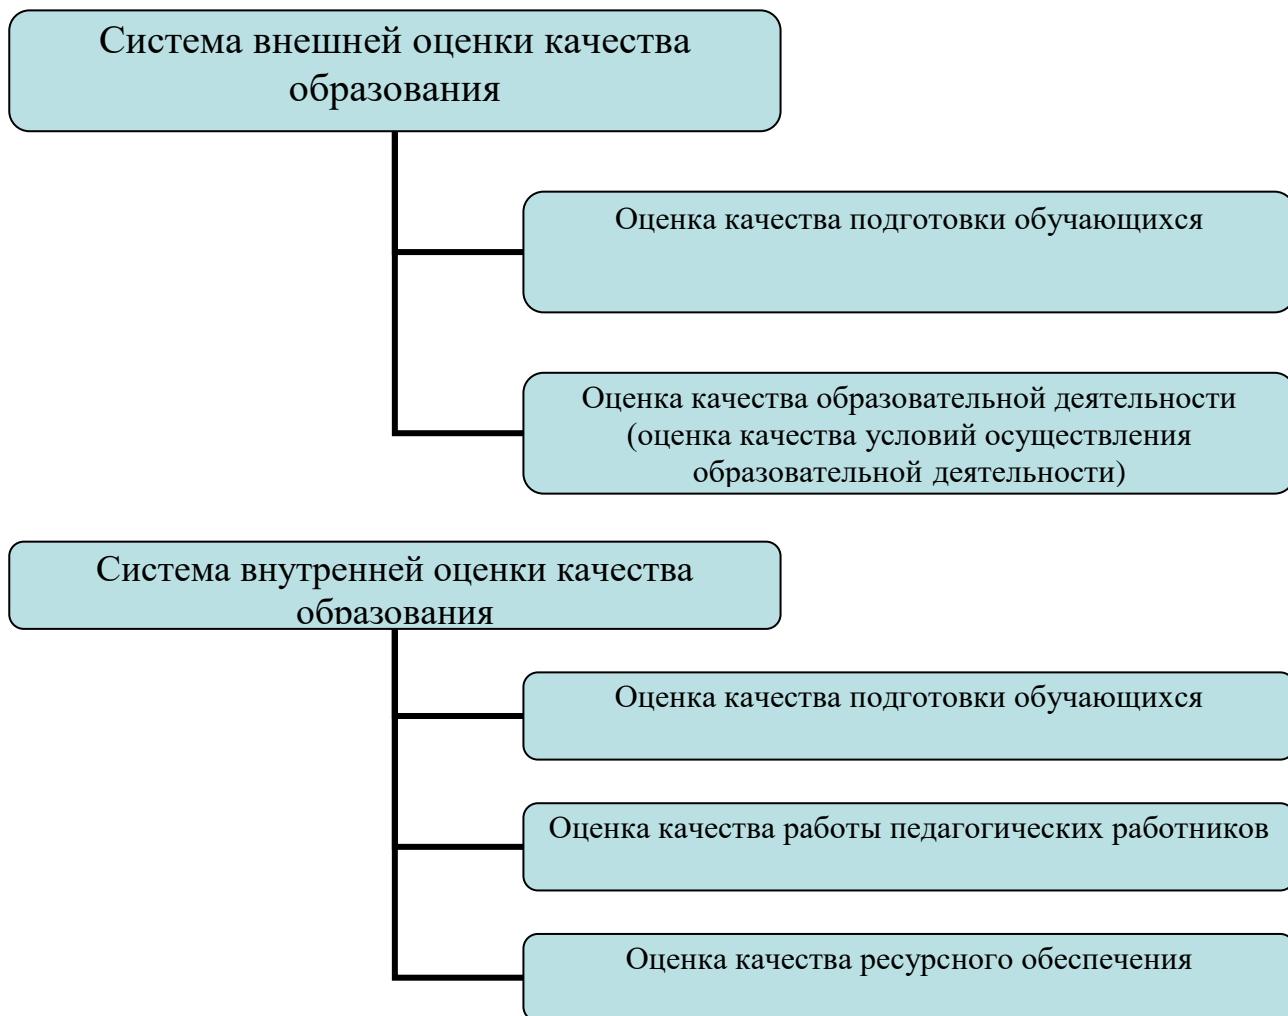 Система внешней оценки качества
образования
Оценка качества подготовки обучающихся
Оценка качества образовательной деятельности
(оценка качества условий осуществления
образовательной деятельности)
Система внутренней оценки качества
образования
Оценка качества подготовки обучающихся
Оценка качества работы педагогических работников
Оценка качества ресурсного обеспечения